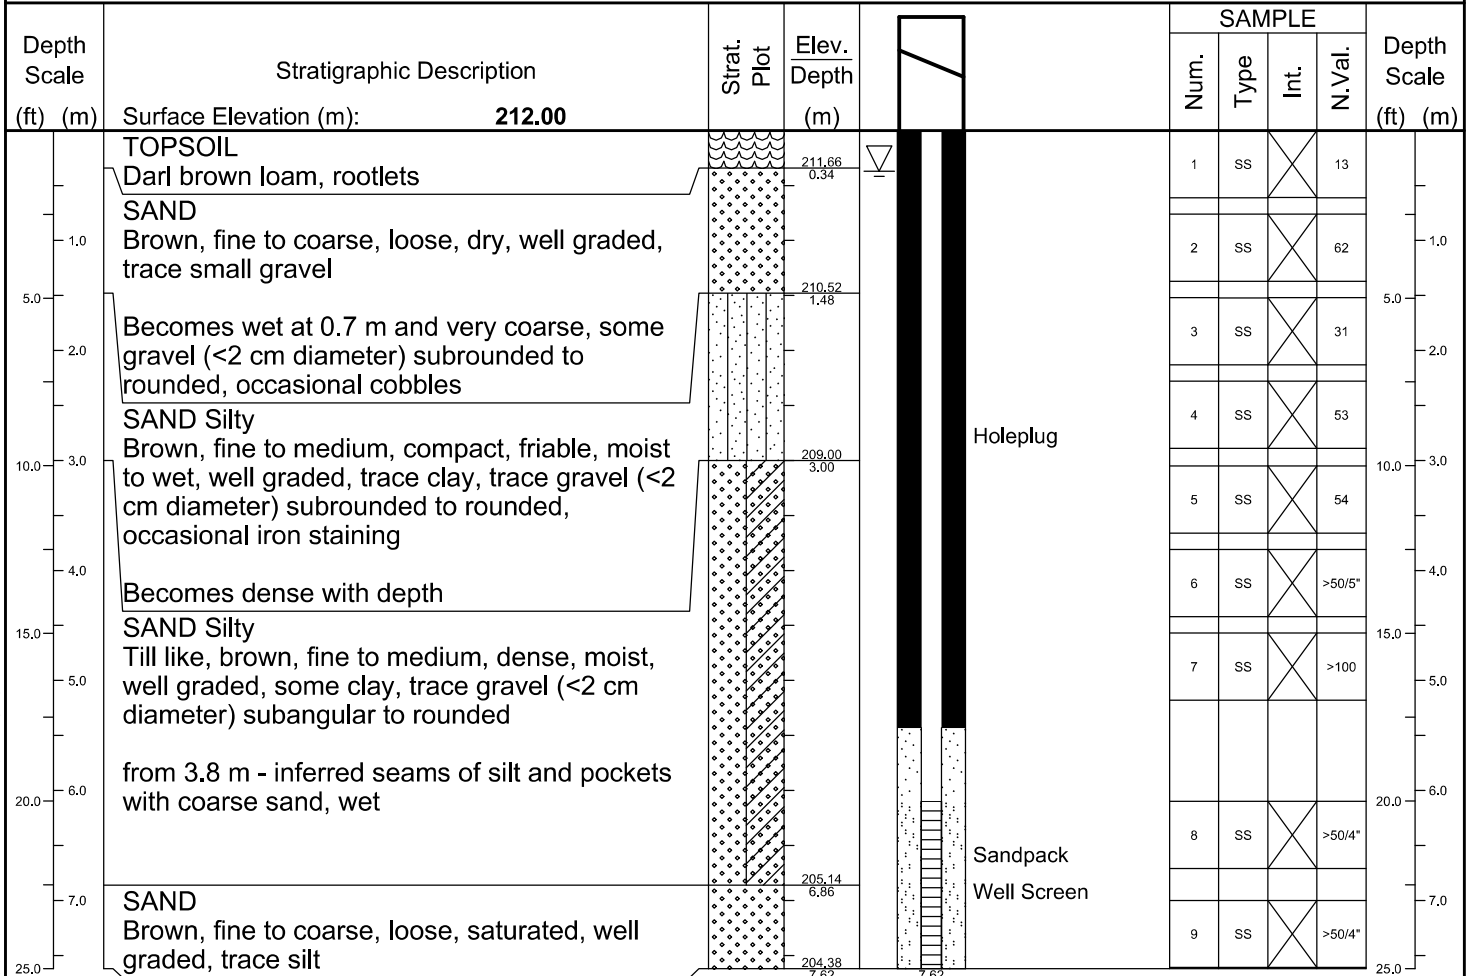 Depth
Scale
(ft) (m)
Stratigraphic Description
Surface Elevation (m): 212.00
Strat.
Plot
Elev.
Depth
(m)
SAMPLE
Num.
Type
Int.
N.Val.
Depth
Scale
(ft) (m)
TOPSOIL
Darl brown loam, rootlets
211.66
0.34
1 SS 13
SAND
Brown, fine to coarse, loose, dry, well graded,
trace small gravel
1.0
2 SS 62
1.0
210.52
1.48
5.0
5.0
Becomes wet at 0.7 m and very coarse, some
gravel (<2 cm diameter) subrounded to
rounded, occasional cobbles
2.0
3 SS 31
2.0
SAND Silty
Brown, fine to medium, compact, friable, moist
to wet, well graded, trace clay, trace gravel (<2
cm diameter) subrounded to rounded,
occasional iron staining
4 SS 53
Holeplug
209.00
3.00
10.0
3.0
10.0
3.0
5 SS 54
Becomes dense with depth
4.0
6 SS >50/5"
4.0
SAND Silty
Till like, brown, fine to medium, dense, moist,
well graded, some clay, trace gravel (<2 cm
diameter) subangular to rounded
15.0
15.0
5.0
7 SS >100
5.0
from 3.8 m - inferred seams of silt and pockets
with coarse sand, wet
6.0
20.0
20.0
6.0
8 SS >50/4"
Sandpack
Well Screen
205.14
6.86
7.0
7.0
SAND
Brown, fine to coarse, loose, saturated, well
graded, trace silt
9 SS >50/4"
25.0
204.38
7.62
7.62
25.0